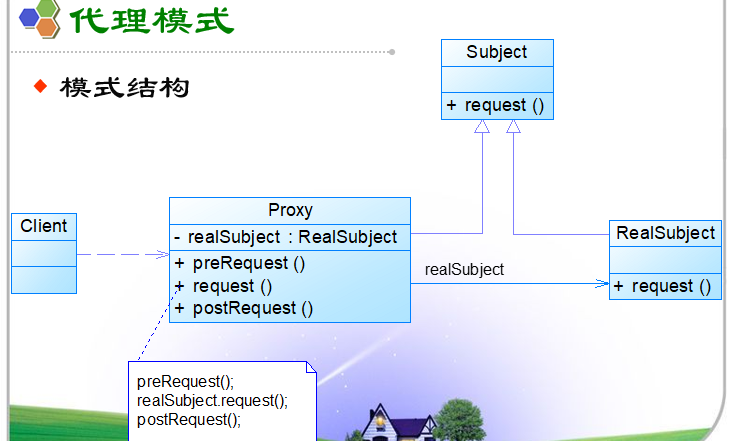 代理模式
模式结构
Subject
+ request ()
Client
Proxy
- realSubject : RealSubject
+ preRequest ()
+ request ()
+ postRequest ()
realSubject
RealSubject
+ request ()
preRequest();
realSubject.request();
postRequest();